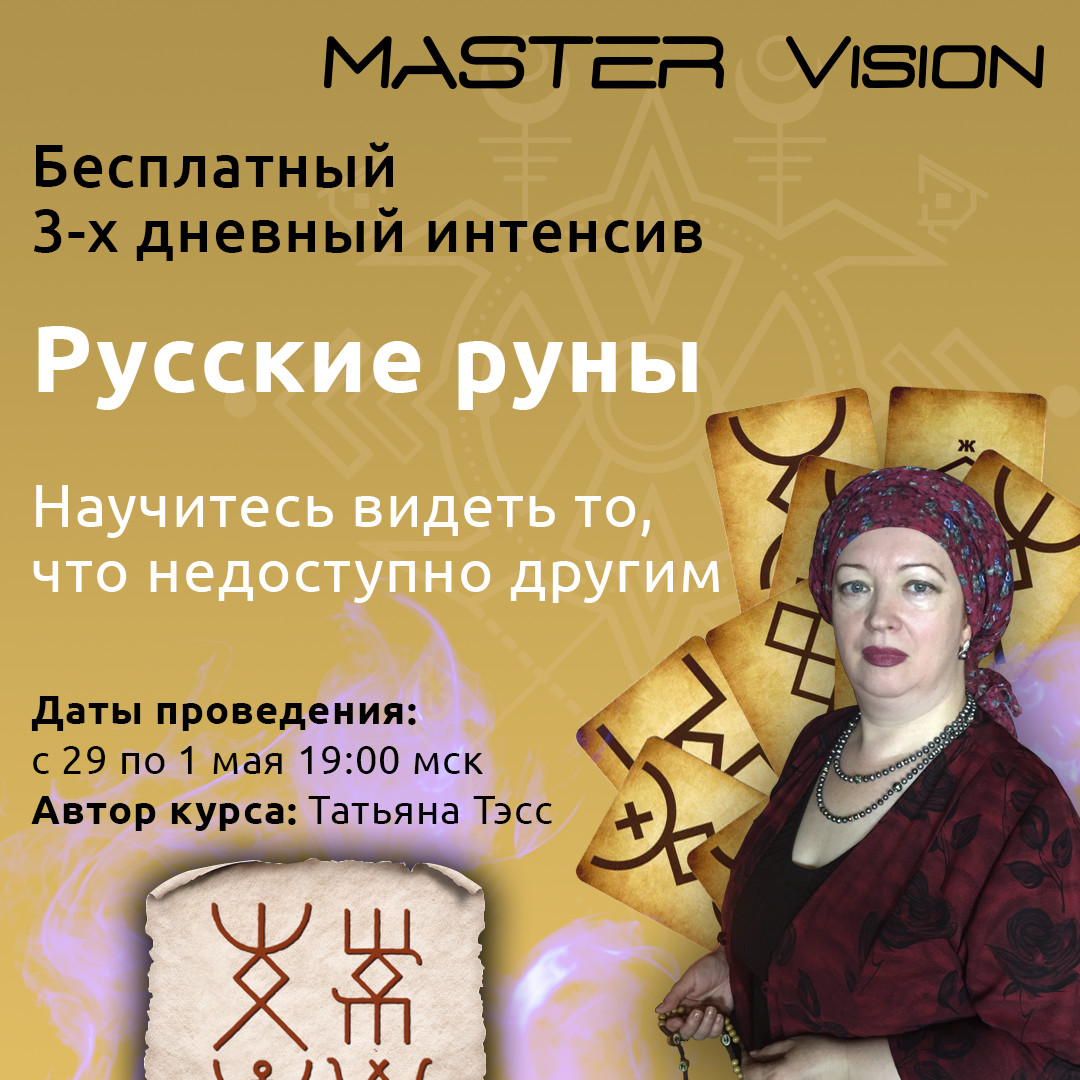 MASTER VISION
Бесплатный
3-х дневный интенсив
Русские руны
Научитесь видеть то,
что недоступно другим
ж
Даты проведения:
с 29 по 1 мая 19:00 мск
Автор курса: Татьяна Тэсс